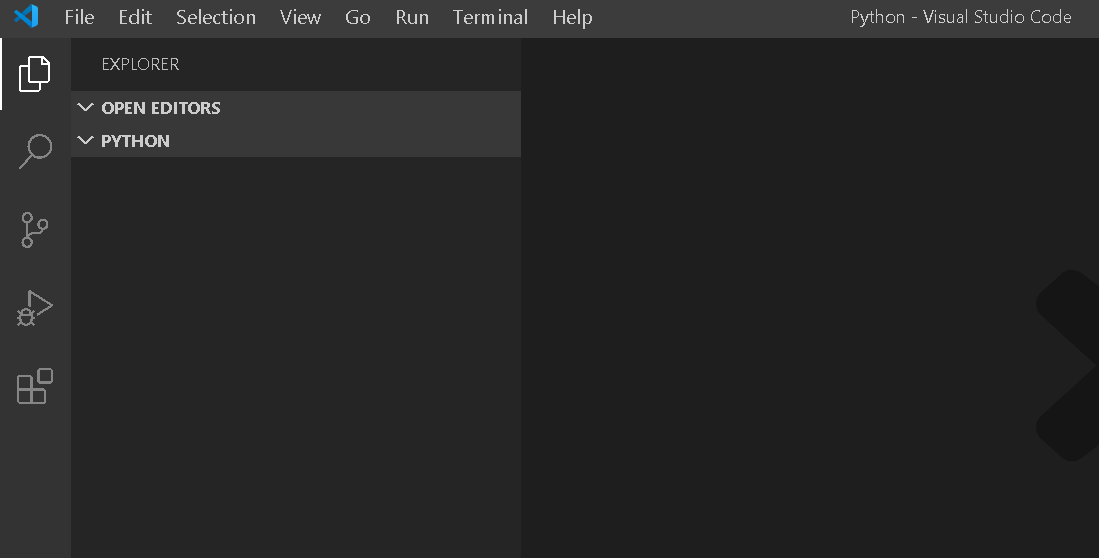 File Edit Selection View Go Run Terminal Help Python - Visual Studio Code
EXPLORER
OPEN EDITORS
PYTHON